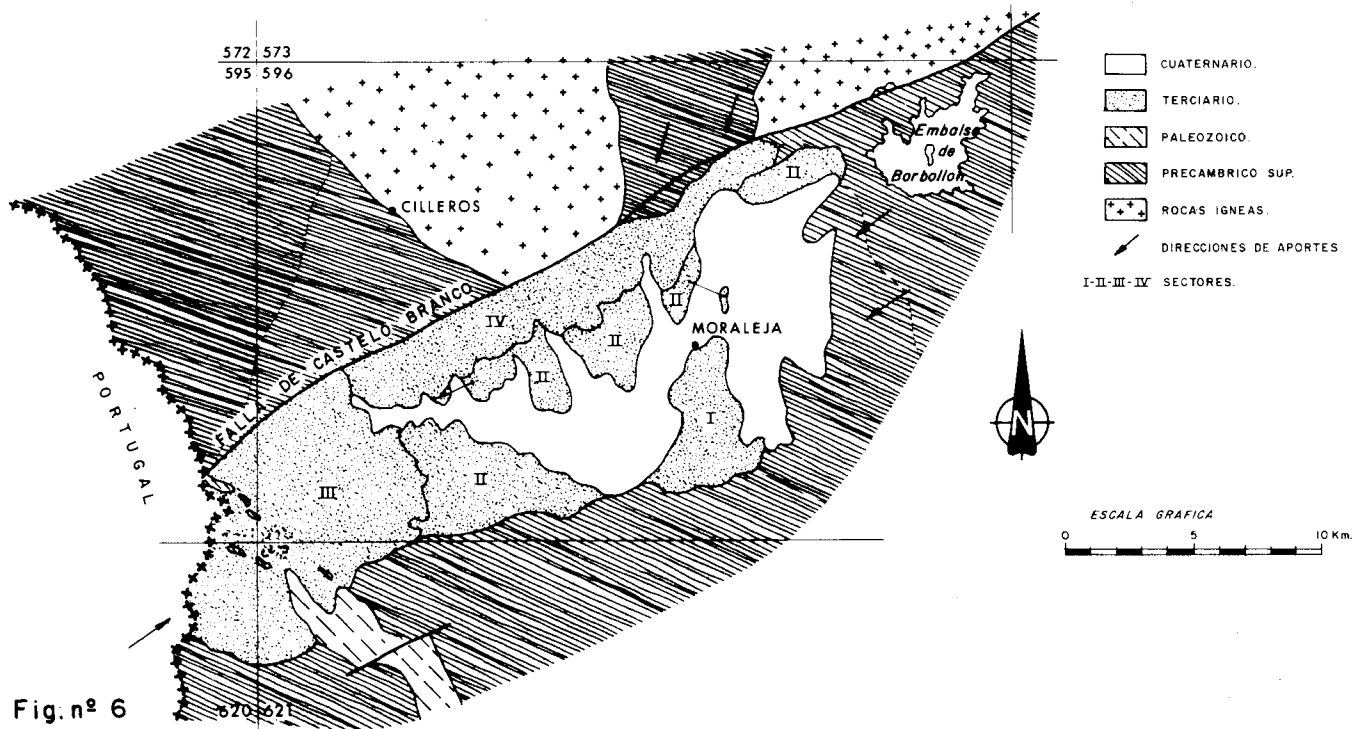 572 573
595 596
CILLEROS
Embalse
de
Borbollon
II
FALLA DE CASTELO BRANCO
IV
II
MORALEJA
II
II
I
PORTUGAL
III
II
620 621
Fig. nº 6
CUATERNARIO.
TERCIARIO.
PALEOZOICO.
PRECAMBRICO SUP.
ROCAS IGNEAS.
DIRECCIONES DE APORTES
I-II-III-IV SECTORES.
N
ESCALA GRAFICA
0 5 10 Km.